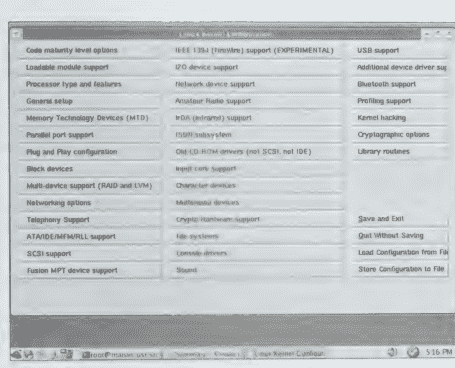 Linux Kernel Configuration
Code maturity level options
Loadable module support
Processor type and features
General setup
Memory Technology Devices (MTD)
Parallel port support
Plug and Play configuration
Block devices
Multi-device support (RAID and LVM)
Networking options
Telephony Support
ATA/IDE/MFM/RLL support
SCSI support
Fusion MPT device support
IEEE 1394 (FireWire) support (EXPERIMENTAL)
I2O device support
Network device support
Amateur Radio support
IrDA (infrared) support
ISDN subsystem
Old CD-ROM drivers (not SCSI, not IDE)
Input core support
Character devices
Multimedia devices
Crypto Hardware support
File systems
Console drivers
Sound
USB support
Additional device driver sup
Bluetooth support
Profiling support
Kernel hacking
Cryptographic options
Library routines
Save and Exit
Quit Without Saving
Load Configuration from File
Store Configuration to File
Linux Kernel Configur
5:16 PM